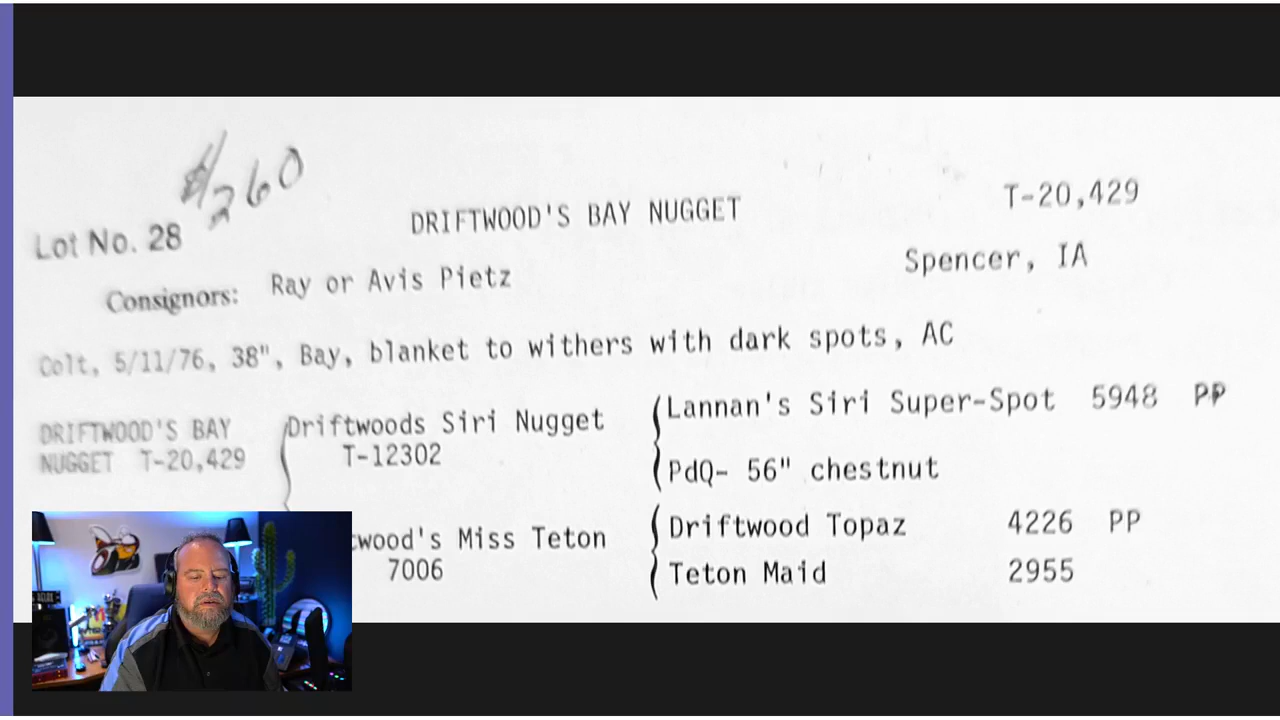 $260
DRIFTWOOD'S BAY NUGGET T-20,429
Lot No. 28
Spencer, IA
Consignors: Ray or Avis Pietz
Colt, 5/11/76, 38", Bay, blanket to withers with dark spots, AC
DRIFTWOOD'S BAY
NUGGET T-20,429
Driftwoods Siri Nugget
T-12302
Lannan's Siri Super-Spot 5948 PP
PdQ- 56" chestnut
wood's Miss Teton
7006
Driftwood Topaz 4226 PP
Teton Maid 2955